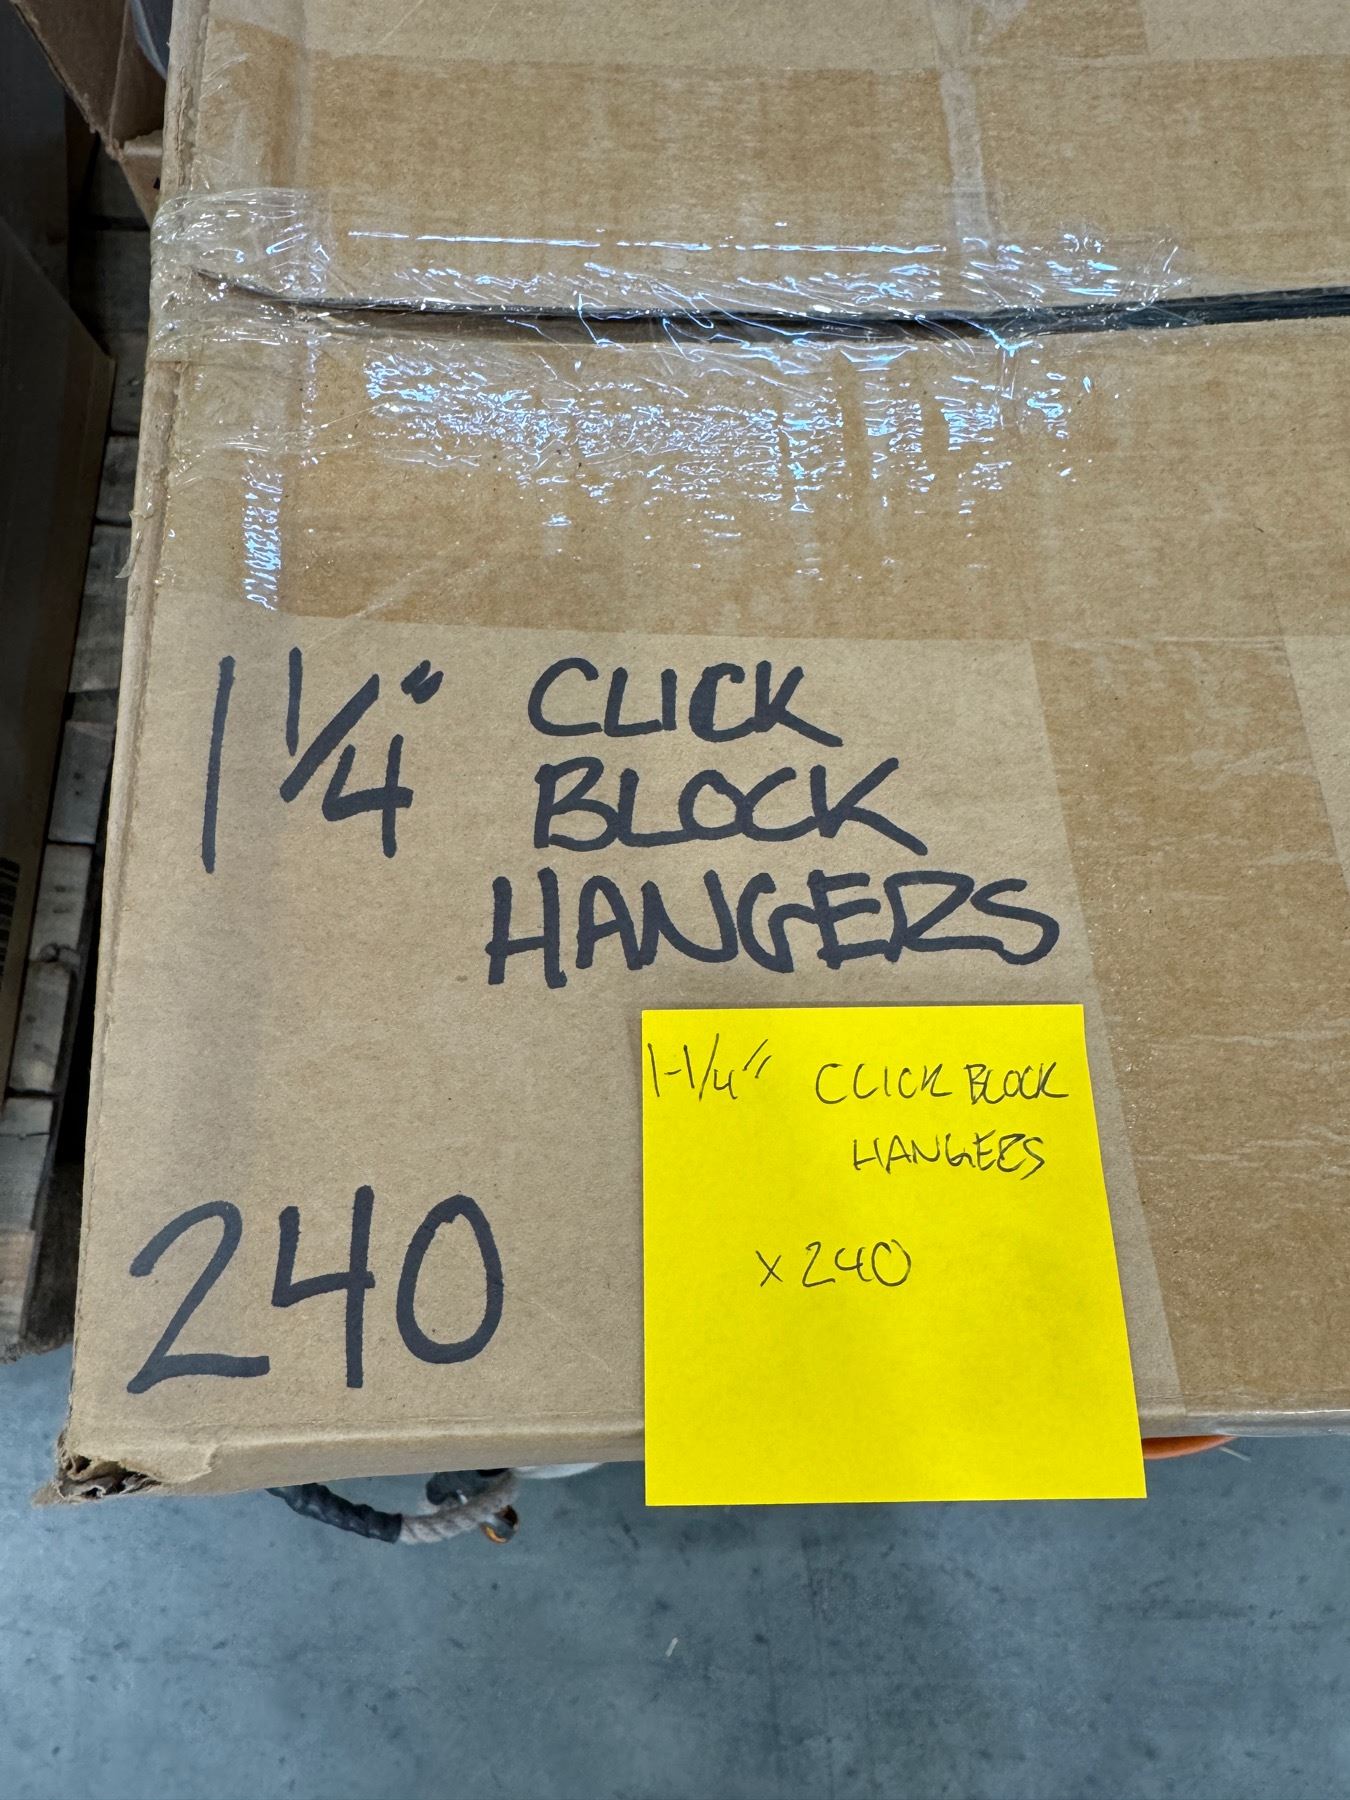 1 1/4" CLICK
BLOCK
HANGERS
240
1-1/4" CLICK BLOCK
HANGERS
x 240